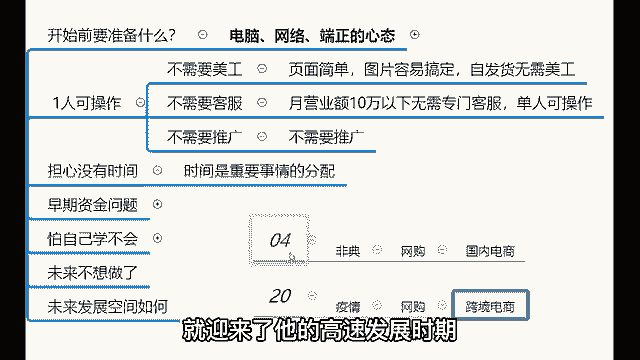 开始前要准备什么？ 电脑、网络、端正的心态
不需要美工 页面简单，图片容易搞定，自发货无需美工
1人可操作 不需要客服 月营业额10万以下无需专门客服，单人可操作
不需要推广 不需要推广
担心没有时间 时间是重要事情的分配
早期资金问题
怕自己学不会
04 非典 网购 国内电商
未来不想做了
20 疫情 网购 跨境电商
未来发展空间如何
就迎来了他的高速发展时期